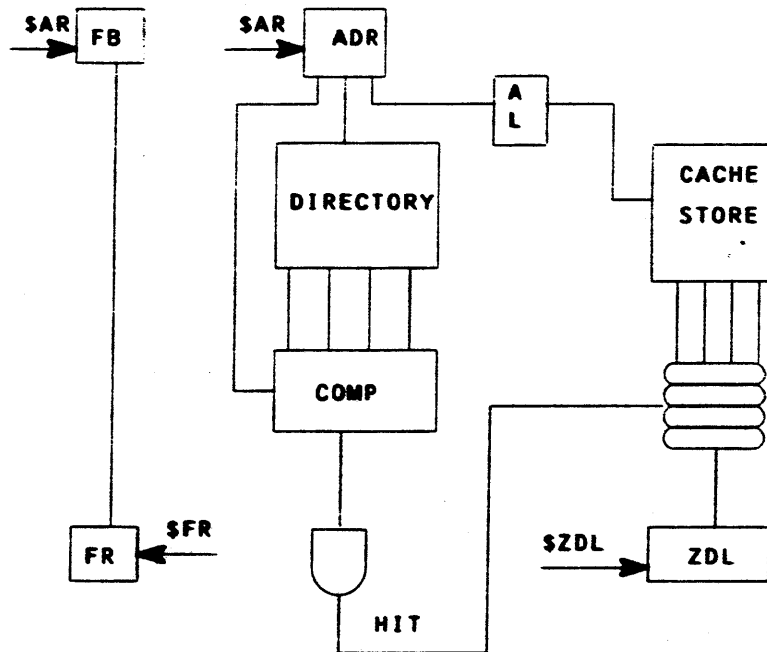 $AR
FB
$AR
ADR
A
L
DIRECTORY
CACHE
STORE
COMP
$FR
FR
$ZDL
ZDL
HIT